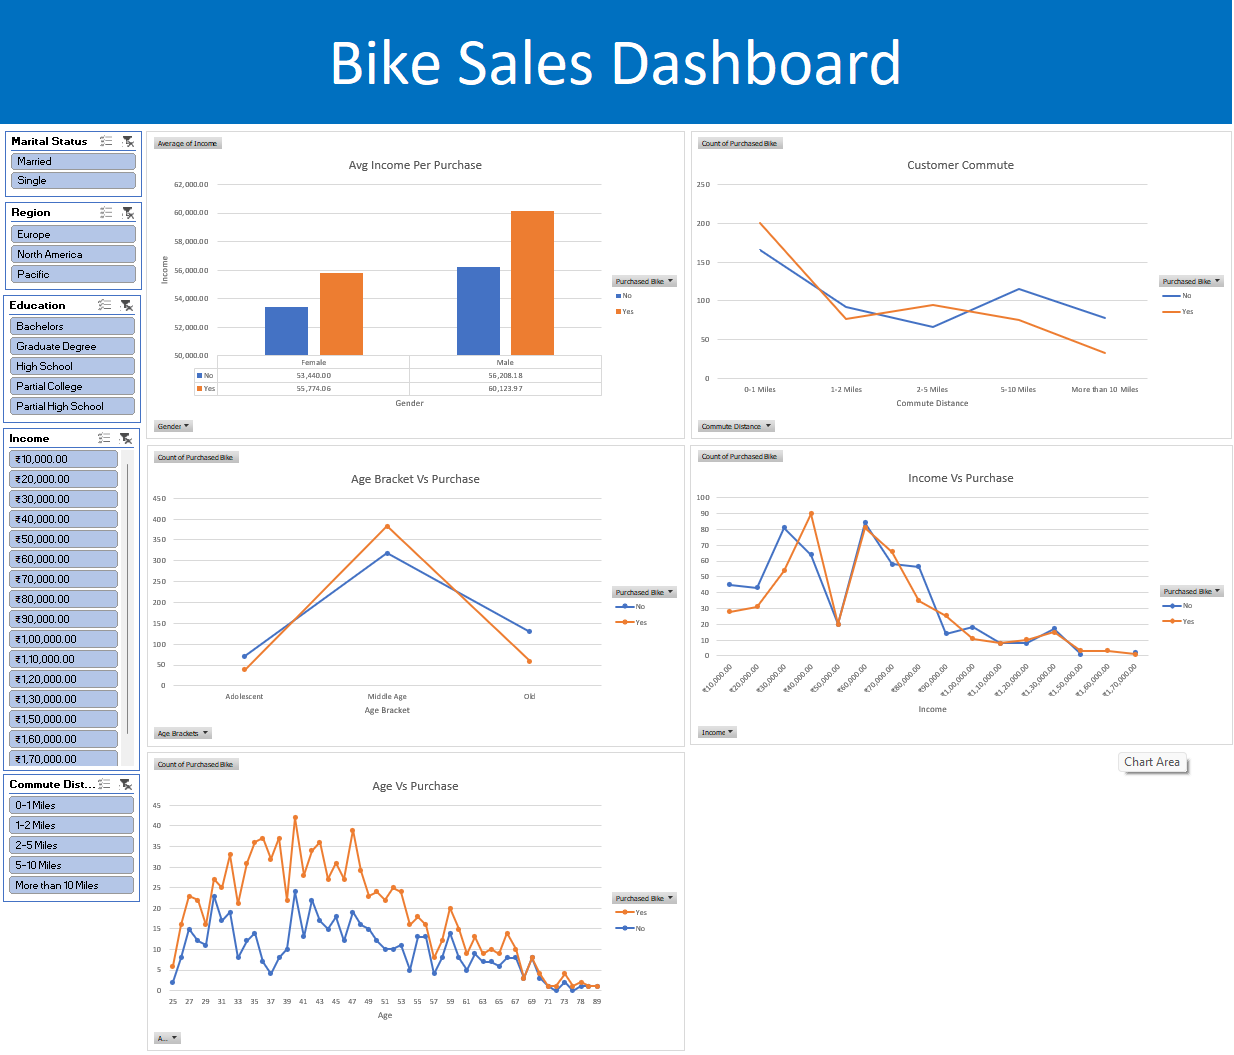 Bike Sales Dashboard
Marital Status
Married
Single
Region
Europe
North America
Pacific
Education
Bachelors
Graduate Degree
High School
Partial College
Partial High School
Income
₹10,000.00
₹20,000.00
₹30,000.00
₹40,000.00
₹50,000.00
₹60,000.00
₹70,000.00
₹80,000.00
₹90,000.00
₹1,00,000.00
₹1,10,000.00
₹1,20,000.00
₹1,30,000.00
₹1,50,000.00
₹1,60,000.00
₹1,70,000.00
Commute Dist...
0-1 Miles
1-2 Miles
2-5 Miles
5-10 Miles
More than 10 Miles
Average of Income
Avg Income Per Purchase
62,000.00
60,000.00
58,000.00
56,000.00
54,000.00
52,000.00
50,000.00
Income
Female Male
No 53,440.00 56,208.18
Yes 55,774.06 60,123.97
Gender
Purchased Bike
No
Yes
Gender
Count of Purchased Bike
Customer Commute
250
200
150
100
50
0
0-1 Miles 1-2 Miles 2-5 Miles 5-10 Miles More than 10 Miles
Commute Distance
Purchased Bike
No
Yes
Commute Distance
Count of Purchased Bike
Age Bracket Vs Purchase
450
400
350
300
250
200
150
100
50
0
Adolescent Middle Age Old
Age Bracket
Purchased Bike
No
Yes
Age Brackets
Count of Purchased Bike
Income Vs Purchase
100
90
80
70
60
50
40
30
20
10
0
₹10,000.00 ₹20,000.00 ₹30,000.00 ₹40,000.00 ₹50,000.00 ₹60,000.00 ₹70,000.00 ₹80,000.00 ₹90,000.00 ₹1,00,000.00 ₹1,10,000.00 ₹1,20,000.00 ₹1,30,000.00 ₹1,50,000.00 ₹1,60,000.00 ₹1,70,000.00
Income
Purchased Bike
No
Yes
Income
Chart Area
Count of Purchased Bike
Age Vs Purchase
45
40
35
30
25
20
15
10
5
0
25 27 29 31 33 35 37 39 41 43 45 47 49 51 53 55 57 59 61 63 65 67 69 71 73 78 89
Age
Purchased Bike
Yes
No
A...